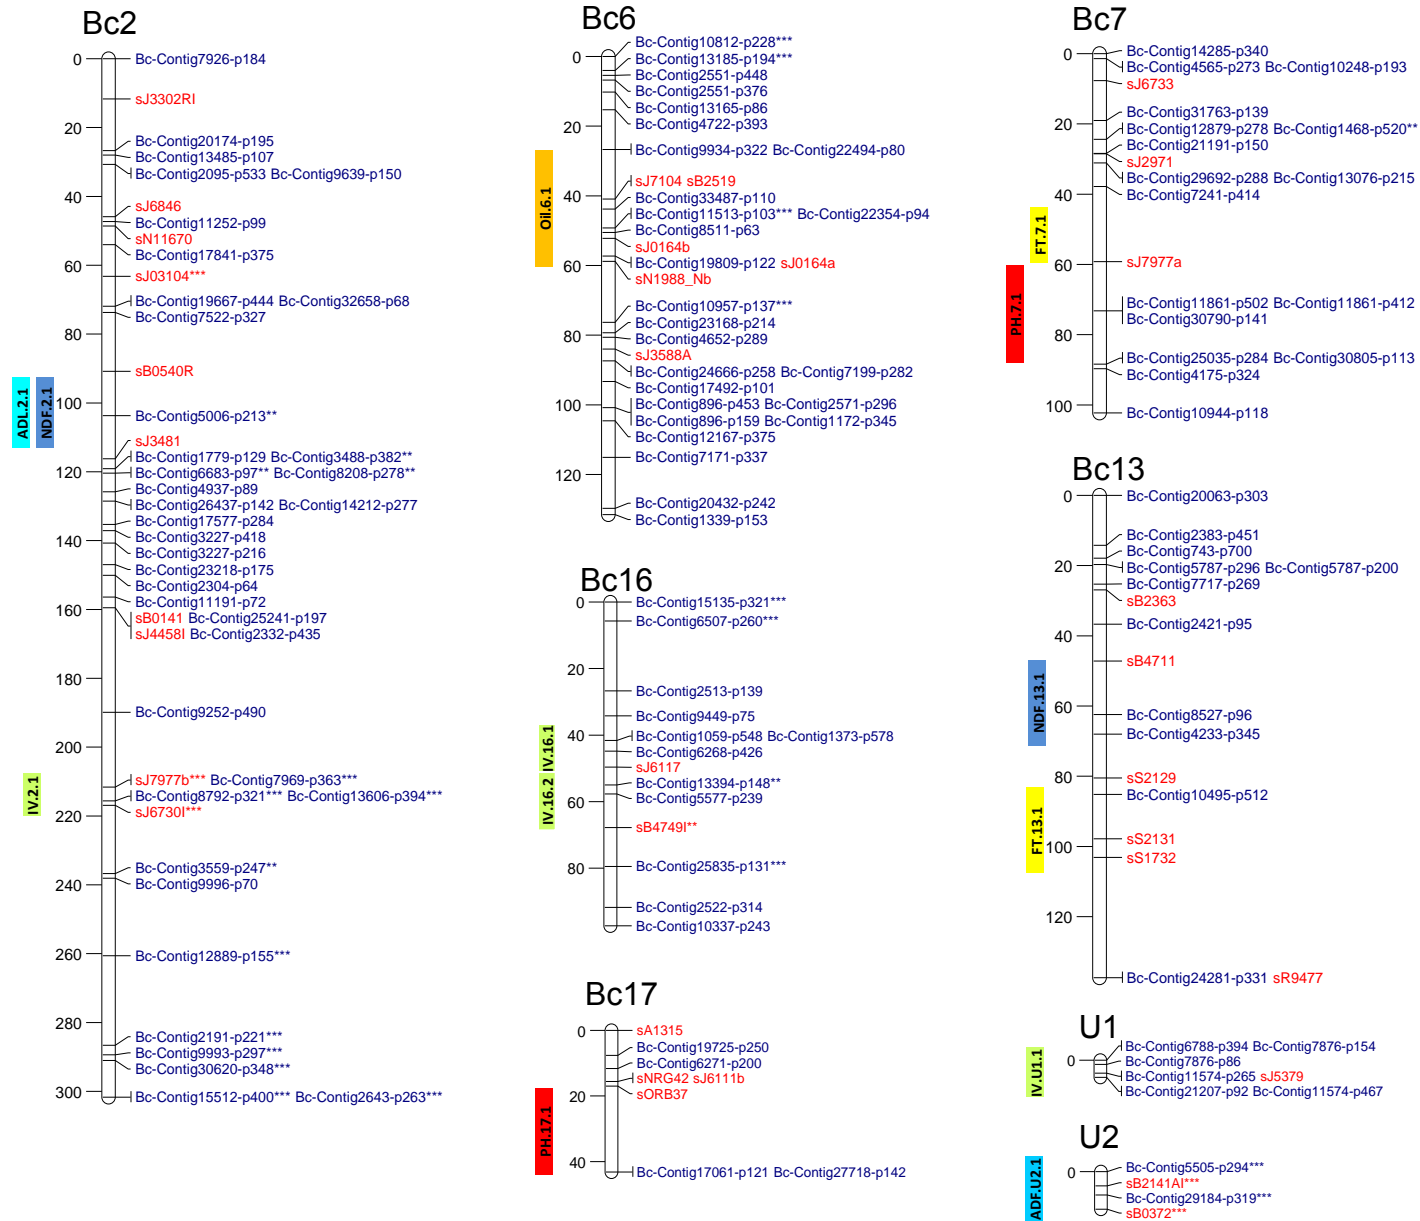 Bc2
0
20
40
60
80
100
120
140
160
180
200
220
240
260
280
300
Bc-Contig7926-p184
sJ3302RI
Bc-Contig20174-p195
Bc-Contig13485-p107
Bc-Contig2095-p533 Bc-Contig9639-p150
sJ6846
Bc-Contig11252-p99
sN11670
Bc-Contig17841-p375
sJ03104***
Bc-Contig19667-p444 Bc-Contig32658-p68
Bc-Contig7522-p327
sB0540R
Bc-Contig5006-p213**
sJ3481
Bc-Contig1779-p129 Bc-Contig3488-p382**
Bc-Contig6683-p97** Bc-Contig8208-p278**
Bc-Contig4937-p89
Bc-Contig26437-p142 Bc-Contig14212-p277
Bc-Contig17577-p284
Bc-Contig3227-p418
Bc-Contig3227-p216
Bc-Contig23218-p175
Bc-Contig2304-p64
Bc-Contig11191-p72
sB0141 Bc-Contig25241-p197
sJ4458I Bc-Contig2332-p435
Bc-Contig9252-p490
sJ7977b*** Bc-Contig7969-p363***
Bc-Contig8792-p321*** Bc-Contig13606-p394***
sJ6730I***
Bc-Contig3559-p247**
Bc-Contig9996-p70
Bc-Contig12889-p155***
Bc-Contig2191-p221***
Bc-Contig9993-p297***
Bc-Contig30620-p348***
Bc-Contig15512-p400*** Bc-Contig2643-p263***
ADL.2.1
NDF.2.1
IV.2.1
Bc6
0
20
40
60
80
100
120
Bc-Contig10812-p228***
Bc-Contig13185-p194***
Bc-Contig2551-p448
Bc-Contig2551-p376
Bc-Contig13165-p86
Bc-Contig4722-p393
Bc-Contig9934-p322 Bc-Contig22494-p80
sJ7104 sB2519
Bc-Contig33487-p110
Bc-Contig11513-p103*** Bc-Contig22354-p94
Bc-Contig8511-p63
sJ0164b
Bc-Contig19809-p122 sJ0164a
sN1988_Nb
Bc-Contig10957-p137***
Bc-Contig23168-p214
Bc-Contig4652-p289
sJ3588A
Bc-Contig24666-p258 Bc-Contig7199-p282
Bc-Contig17492-p101
Bc-Contig896-p453 Bc-Contig2571-p296
Bc-Contig896-p159 Bc-Contig1172-p345
Bc-Contig12167-p375
Bc-Contig7171-p337
Bc-Contig20432-p242
Bc-Contig1339-p153
Oil.6.1
Bc16
0
20
40
60
80
Bc-Contig15135-p321***
Bc-Contig6507-p260***
Bc-Contig2513-p139
Bc-Contig9449-p75
Bc-Contig1059-p548 Bc-Contig1373-p578
Bc-Contig6268-p426
sJ6117
Bc-Contig13394-p148**
Bc-Contig5577-p239
sB4749I**
Bc-Contig25835-p131***
Bc-Contig2522-p314
Bc-Contig10337-p243
IV.16.1
IV.16.2
Bc17
0
20
40
sA1315
Bc-Contig19725-p250
Bc-Contig6271-p200
sNRG42 sJ6111b
sORB37
Bc-Contig17061-p121 Bc-Contig27718-p142
PH.17.1
Bc7
0
20
40
60
80
100
Bc-Contig14285-p340
Bc-Contig4565-p273 Bc-Contig10248-p193
sJ6733
Bc-Contig31763-p139
Bc-Contig12879-p278 Bc-Contig1468-p520**
Bc-Contig21191-p150
sJ2971
Bc-Contig29692-p288 Bc-Contig13076-p215
Bc-Contig7241-p414
sJ7977a
Bc-Contig11861-p502 Bc-Contig11861-p412
Bc-Contig30790-p141
Bc-Contig25035-p284 Bc-Contig30805-p113
Bc-Contig4175-p324
Bc-Contig10944-p118
FT.7.1
PH.7.1
Bc13
0
20
40
60
80
100
120
Bc-Contig20063-p303
Bc-Contig2383-p451
Bc-Contig743-p700
Bc-Contig5787-p296 Bc-Contig5787-p200
Bc-Contig7717-p269
sB2363
Bc-Contig2421-p95
sB4711
Bc-Contig8527-p96
Bc-Contig4233-p345
sS2129
Bc-Contig10495-p512
sS2131
sS1732
Bc-Contig24281-p331 sR9477
NDF.13.1
FT.13.1
U1
0
Bc-Contig6788-p394 Bc-Contig7876-p154
Bc-Contig7876-p86
Bc-Contig11574-p265 sJ5379
Bc-Contig21207-p92 Bc-Contig11574-p467
IV.U1.1
U2
0
Bc-Contig5505-p294***
sB2141AI***
Bc-Contig29184-p319***
sB0372***
ADF.U2.1